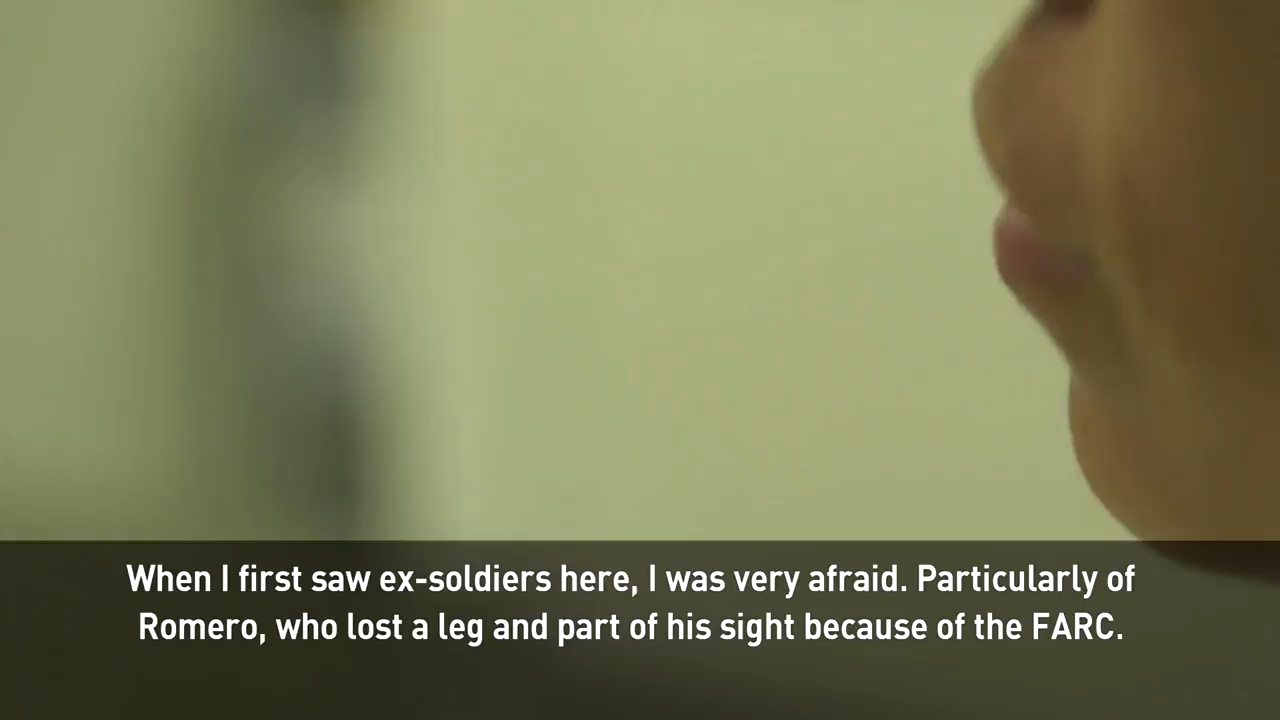 When I first saw ex-soldiers here, I was very afraid. Particularly of
Romero, who lost a leg and part of his sight because of the FARC.